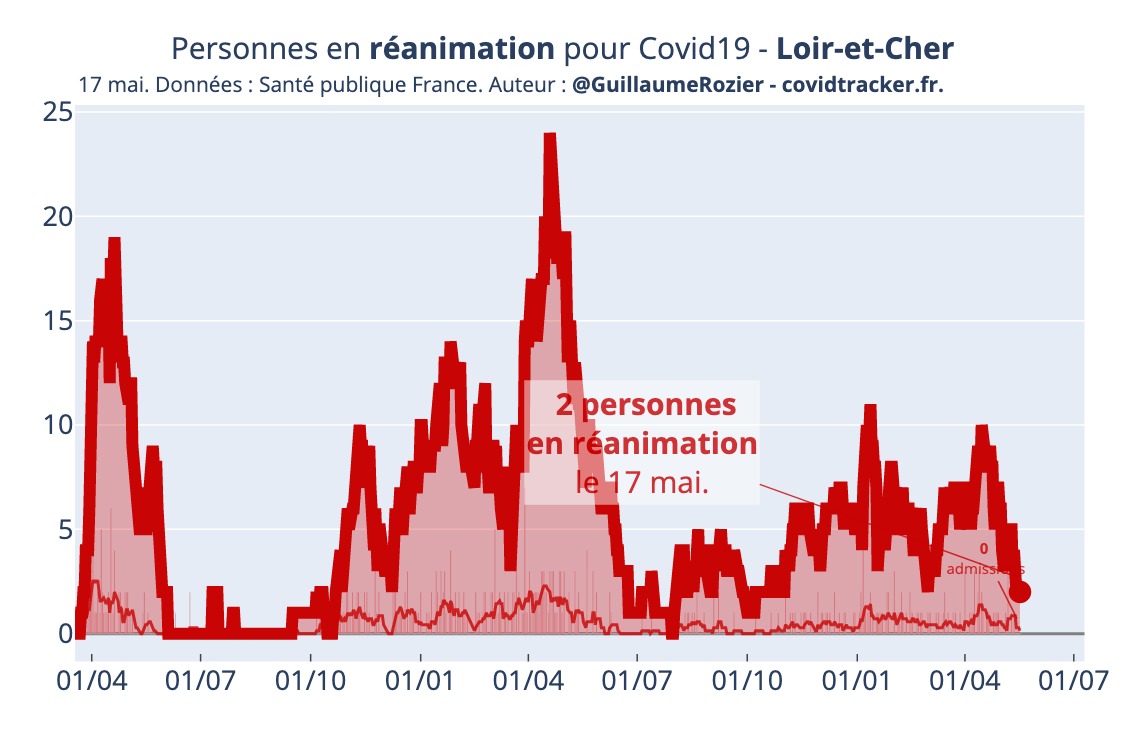 Personnes en réanimation pour Covid19 - Loir-et-Cher
17 mai. Données : Santé publique France. Auteur : @GuillaumeRozier - covidtracker.fr.
25
20
15
10
5
0
2 personnes
en réanimation
le 17 mai.
0
admissions
01/04 01/07 01/10 01/01 01/04 01/07 01/10 01/01 01/04 01/07